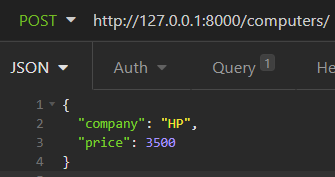 POST http://127.0.0.1:8000/computers/
JSON Auth Query 1 He
1 {
2 "company": "HP",
3 "price": 3500
4 }